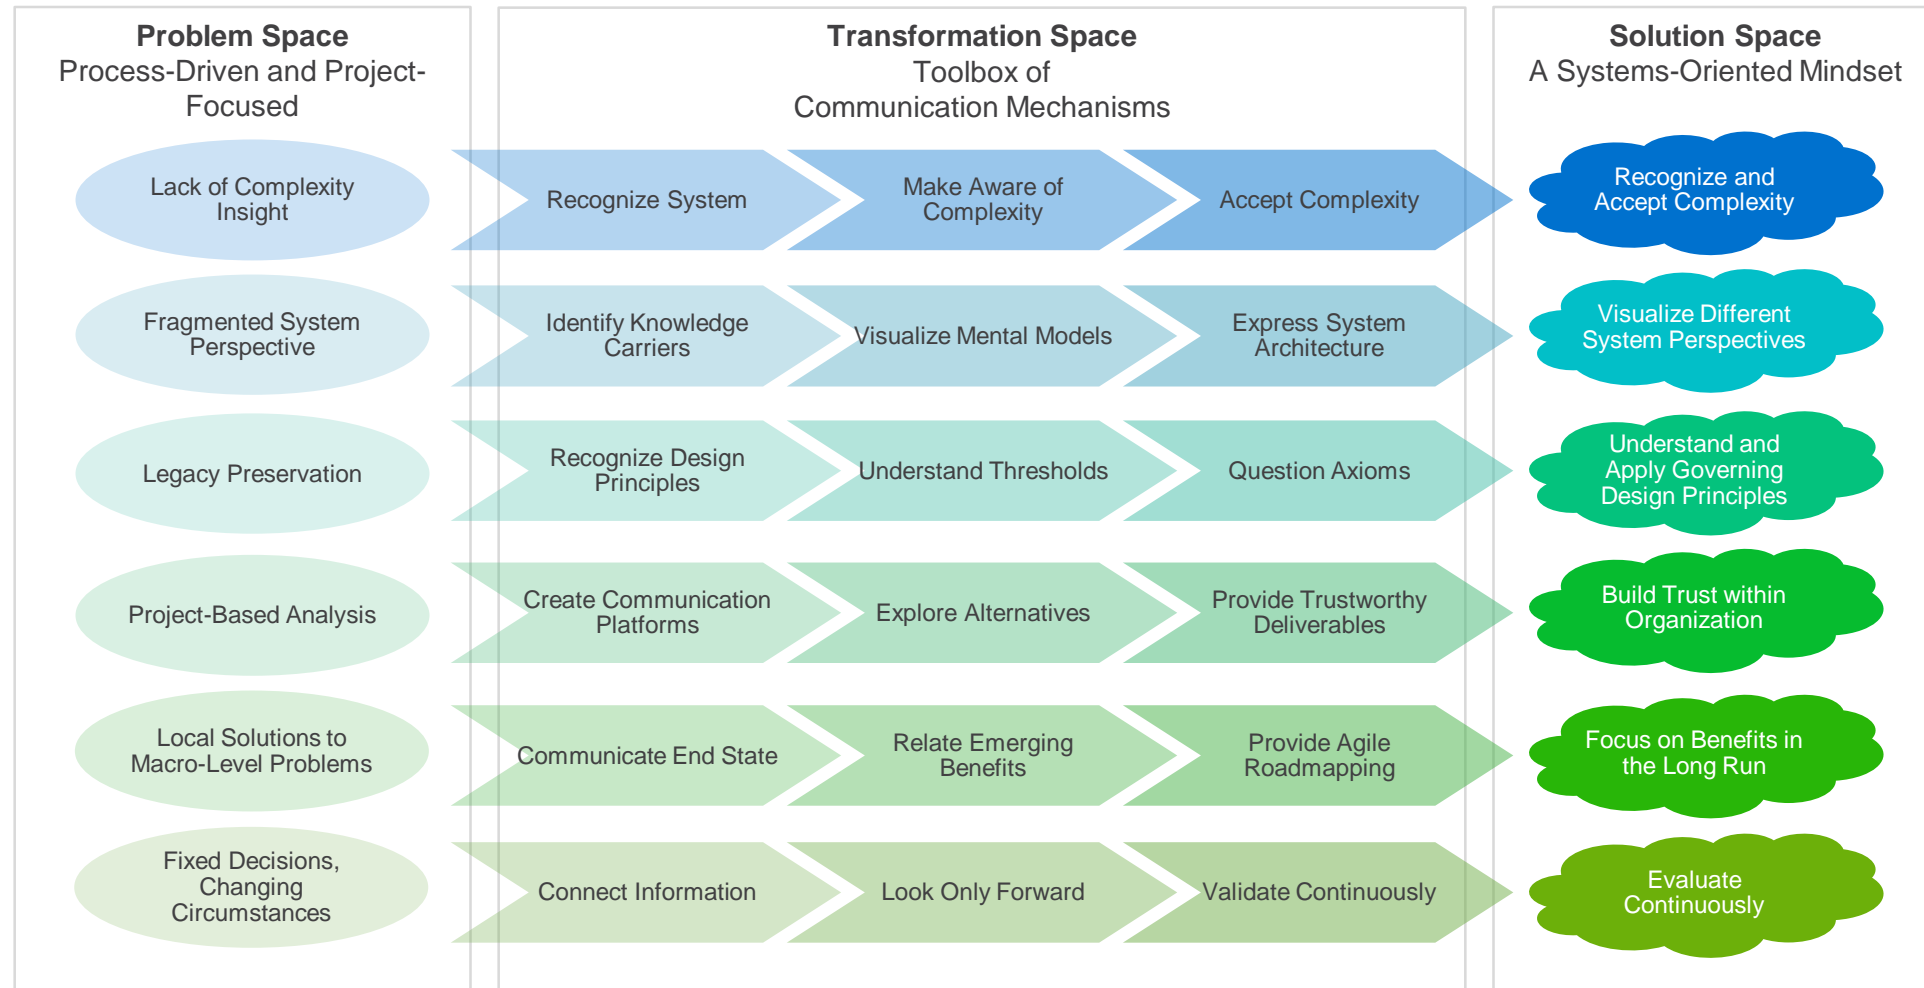 Problem Space
Process-Driven and Project-
Focused
Transformation Space
Toolbox of
Communication Mechanisms
Solution Space
A Systems-Oriented Mindset
Lack of Complexity
Insight
Recognize System
Make Aware of
Complexity
Accept Complexity
Recognize and
Accept Complexity
Fragmented System
Perspective
Identify Knowledge
Carriers
Visualize Mental Models
Express System
Architecture
Visualize Different
System Perspectives
Legacy Preservation
Recognize Design
Principles
Understand Thresholds
Question Axioms
Understand and
Apply Governing
Design Principles
Project-Based Analysis
Create Communication
Platforms
Explore Alternatives
Provide Trustworthy
Deliverables
Build Trust within
Organization
Local Solutions to
Macro-Level Problems
Communicate End State
Relate Emerging
Benefits
Provide Agile
Roadmapping
Focus on Benefits in
the Long Run
Fixed Decisions,
Changing
Circumstances
Connect Information
Look Only Forward
Validate Continuously
Evaluate
Continuously